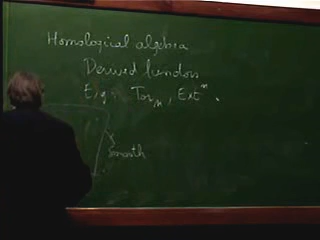 Homological algebra
Derived functors
E.g. Tor_n, Ext^n.
smooth